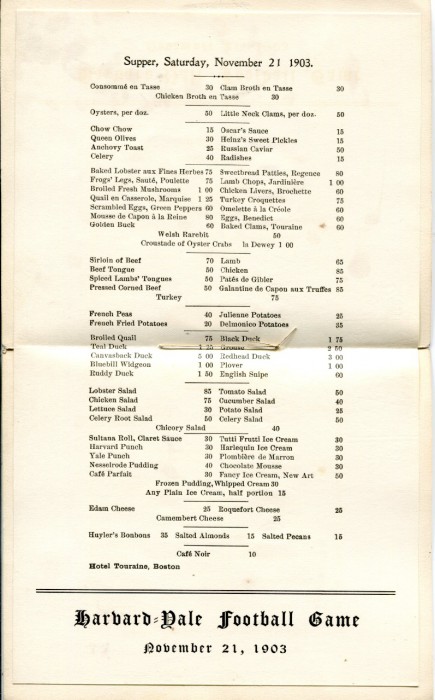 Supper, Saturday, November 21 1903.
Consommé en Tasse 30 Clam Broth en Tasse 30
Chicken Broth en Tasse 30
Oysters, per doz. 50 Little Neck Clams, per doz. 50
Chow Chow 15 Oscar's Sauce 15
Queen Olives 30 Heinz's Sweet Pickles 15
Anchovy Toast 25 Russian Caviar 50
Celery 40 Radishes 15
Baked Lobster aux Fines Herbes 75 Sweetbread Patties, Regence 80
Frogs' Legs, Sauté, Poulette 75 Lamb Chops, Jardinière 1 00
Broiled Fresh Mushrooms 1 00 Chicken Livers, Brochette 60
Quail en Casserole, Marquise 1 25 Turkey Croquettes 75
Scrambled Eggs, Green Peppers 60 Omelette à la Créole 60
Mousse de Capon à la Reine 80 Eggs, Benedict 60
Golden Buck 60 Baked Clams, Touraine 60
Welsh Rarebit 50
Croustade of Oyster Crabs la Dewey 1 00
Sirloin of Beef 70 Lamb 65
Beef Tongue 50 Chicken 85
Spiced Lambs' Tongues 50 Patés de Gibier 75
Pressed Corned Beef 50 Galantine de Capon aux Truffes 85
Turkey 75
French Peas 40 Julienne Potatoes 25
French Fried Potatoes 20 Delmonico Potatoes 35
Broiled Quail 75 Black Duck 1 75
Teal Duck 1 25 Grouse 2 50
Canvasback Duck 5 00 Redhead Duck 3 00
Bluebill Widgeon 1 00 Plover 1 00
Ruddy Duck 1 50 English Snipe 60
Lobster Salad 85 Tomato Salad 50
Chicken Salad 75 Cucumber Salad 40
Lettuce Salad 30 Potato Salad 25
Celery Root Salad 50 Celery Salad 50
Chicory Salad 40
Sultana Roll, Claret Sauce 30 Tutti Frutti Ice Cream 30
Harvard Punch 30 Harlequin Ice Cream 30
Yale Punch 30 Plombière de Marron 30
Nesselrode Pudding 40 Chocolate Mousse 30
Café Parfait 30 Fancy Ice Cream, New Art 50
Frozen Pudding, Whipped Cream 30
Any Plain Ice Cream, half portion 15
Edam Cheese 25 Roquefort Cheese 25
Camembert Cheese 25
Huyler's Bonbons 35 Salted Almonds 15 Salted Pecans 15
Café Noir 10
Hotel Touraine, Boston
Harvard-Yale Football Game
November 21, 1903